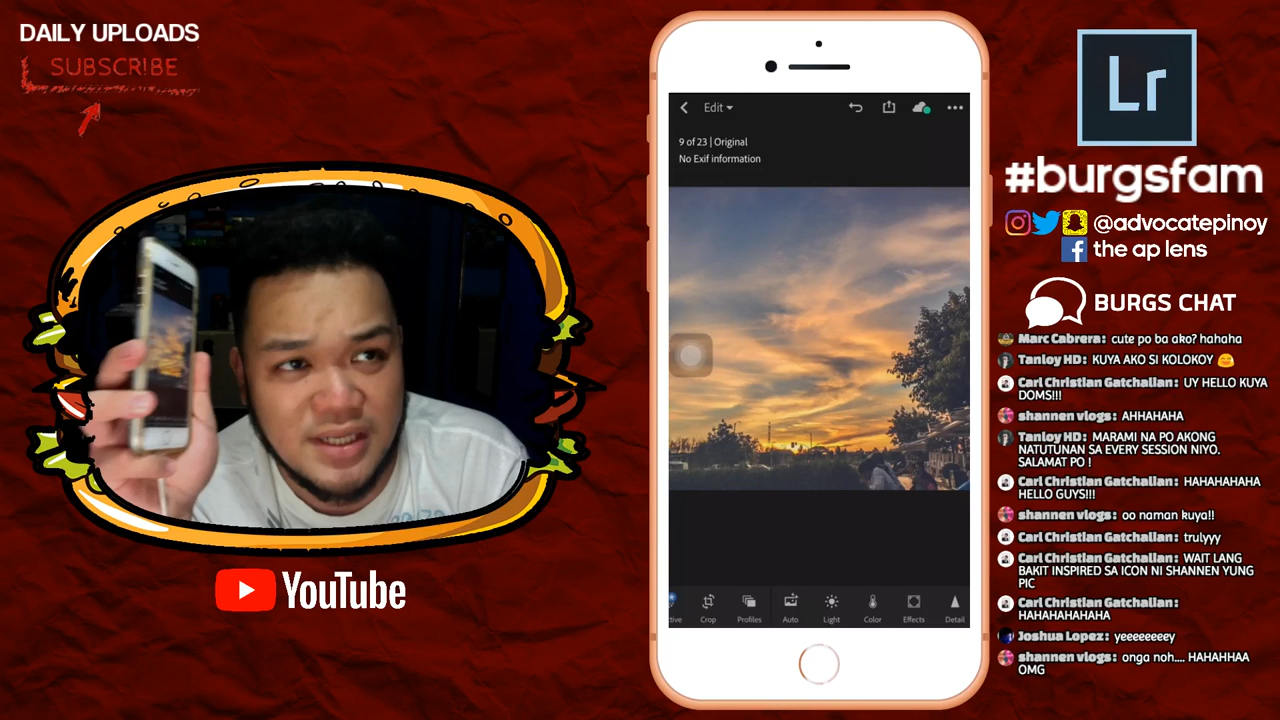 DAILY UPLOADS
SUBSCRIBE
YouTube
Edit
9 of 23 | Original
No Exif information
Crop
Profiles
Auto
Light
Color
Effects
Detail
Lr
#burgsfam
@advocatepinoy
the ap lens
BURGS CHAT
Marc Cabrera: cute po ba ako? hahaha
Tanloy HD: KUYA AKO SI KOLOKOY 😊
Carl Christian Gatchalian: UY HELLO KUYA
DOMS!!!
shannen vlogs: AHHAHAHA
Tanloy HD: MARAMI NA PO AKONG
NATUTUNAN SA EVERY SESSION NIYO.
SALAMAT PO !
Carl Christian Gatchalian: HAHAHAHAHA
HELLO GUYS!!!
shannen vlogs: oo naman kuya!!
Carl Christian Gatchalian: trulyyy
Carl Christian Gatchalian: WAIT LANG
BAKIT INSPIRED SA ICON NI SHANNEN YUNG
PIC
Carl Christian Gatchalian:
HAHAHAHAHAHA
Joshua Lopez: yeeeeeeeey
shannen vlogs: onga noh.... HAHAHHAA
OMG